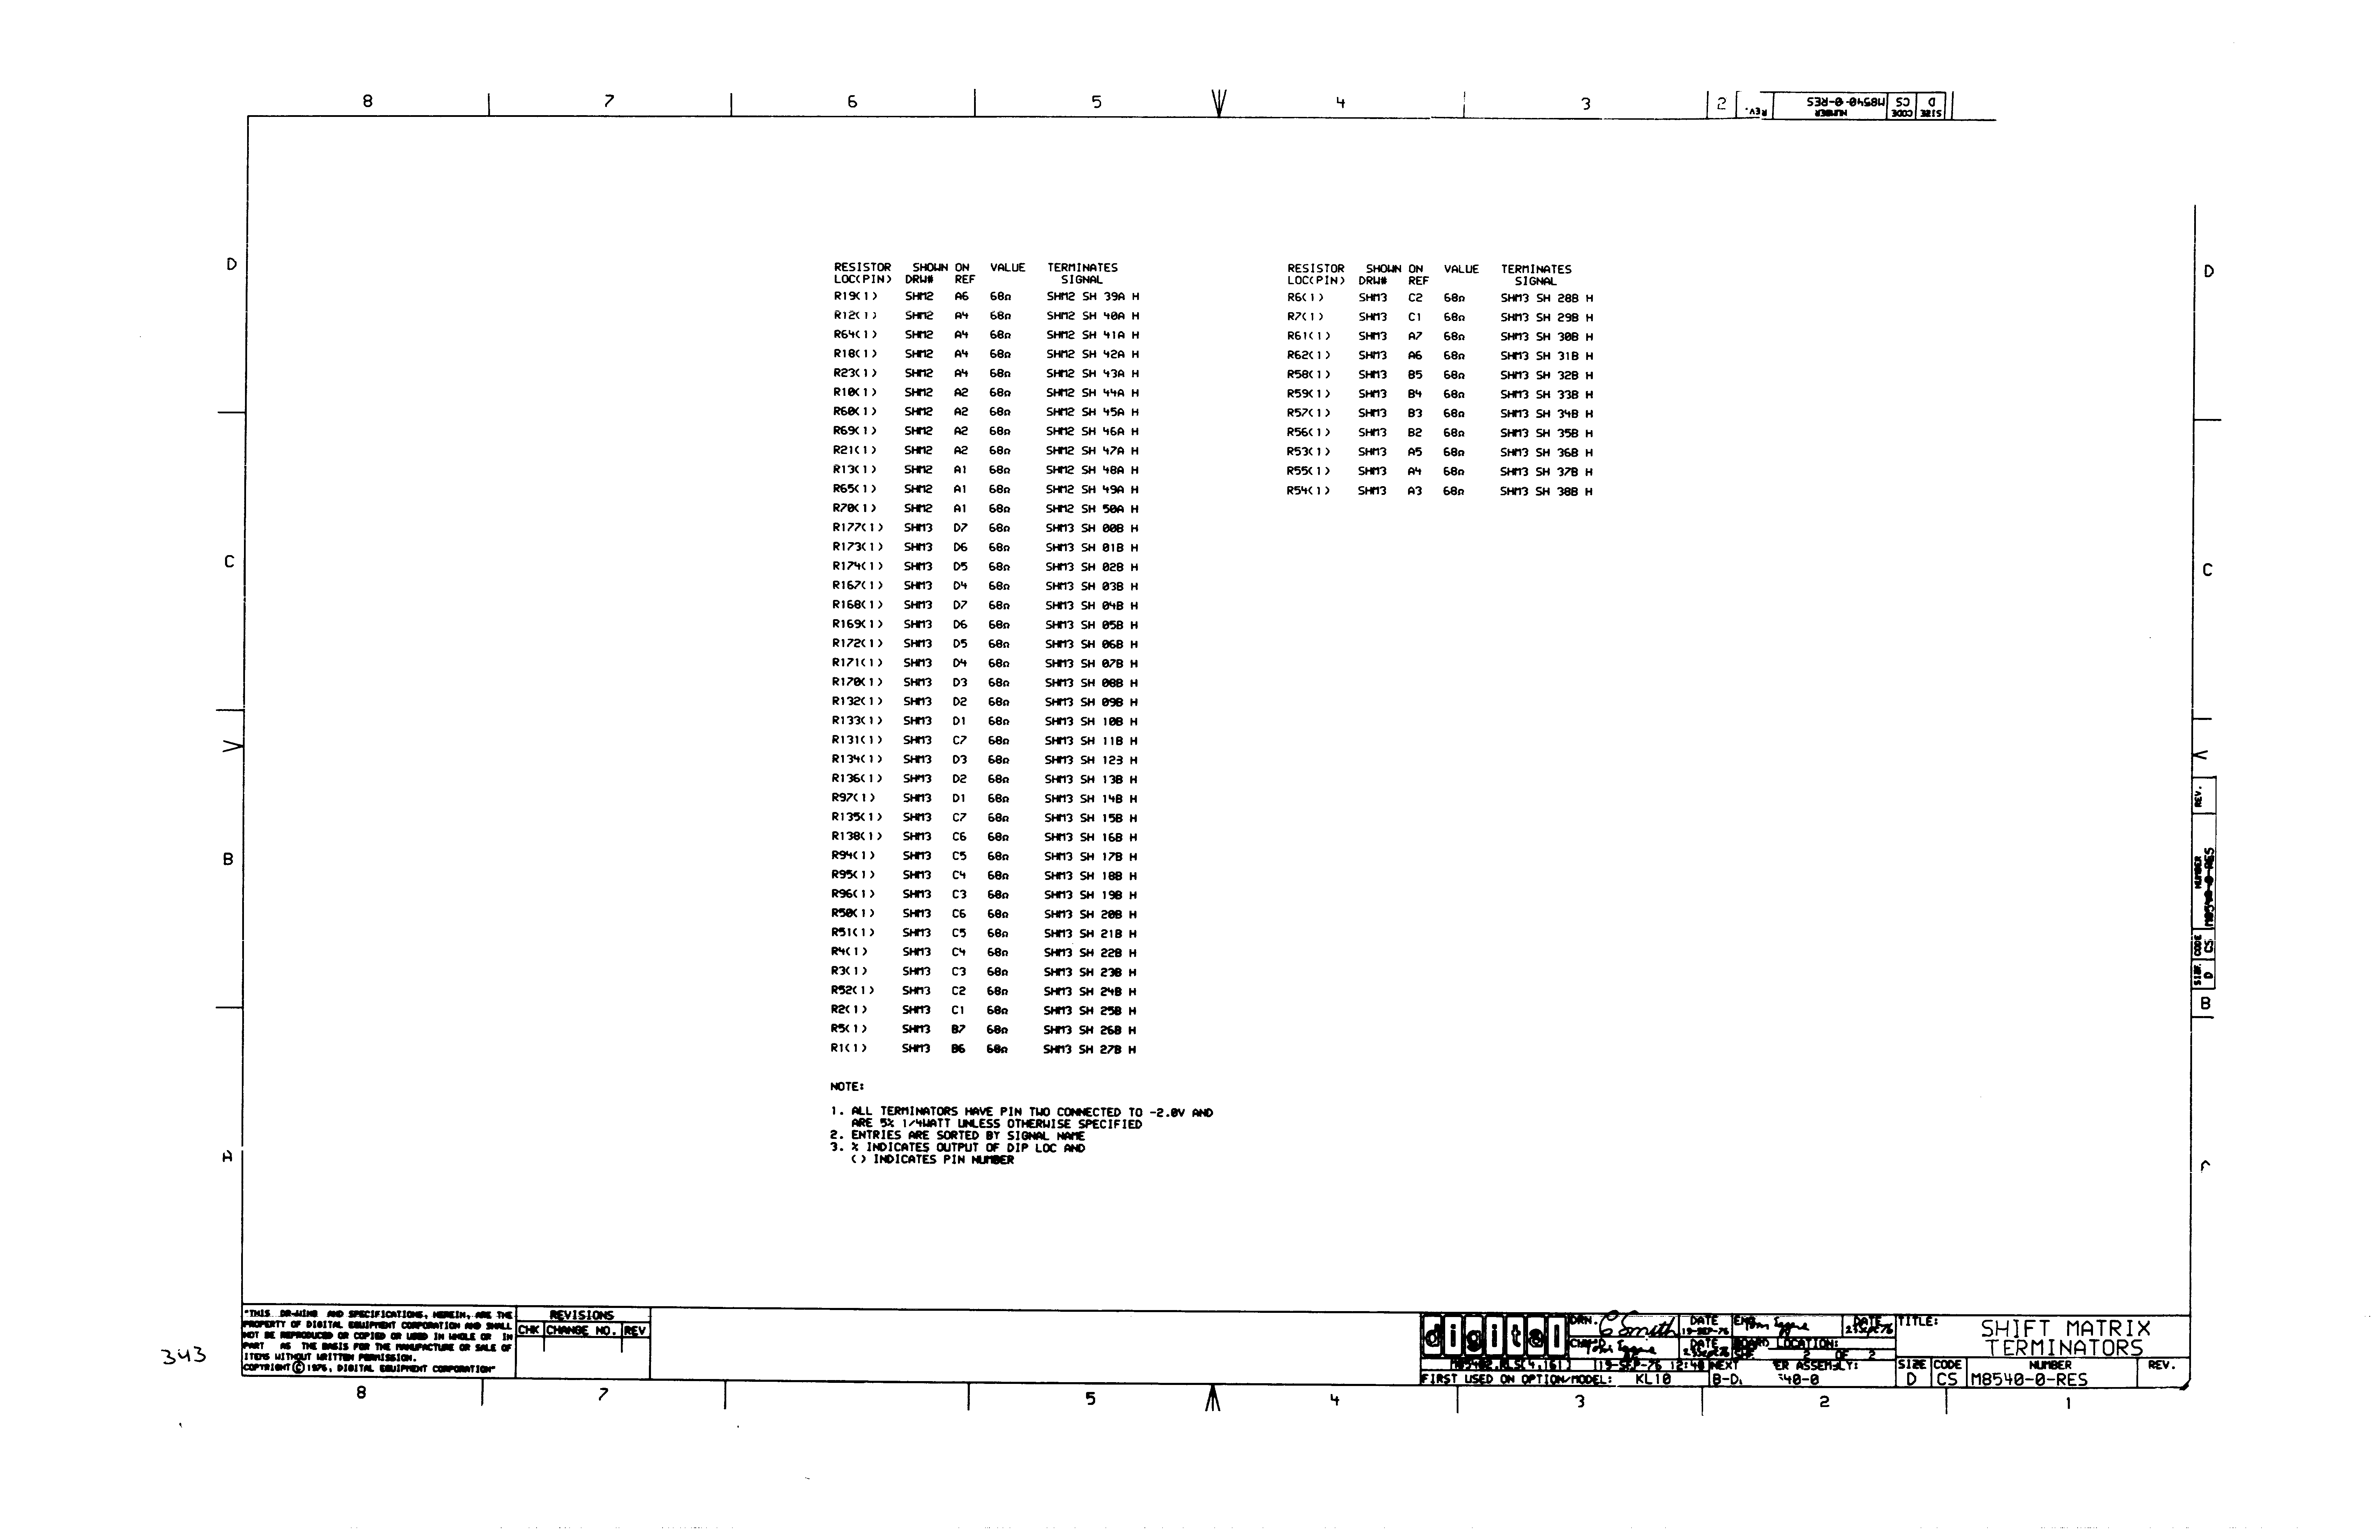 8 7 6 5 4 3 2
REV. NUMBER M8540-0-RES CODE CS SIZE D
D
C
B
A
D
C
REV.
NUMBER M8540-0-RES
CODE CS
SIZE D
B
RESISTOR SHOWN ON VALUE TERMINATES
LOC(PIN) DRW# REF SIGNAL
R19(1) SHM2 A6 68Ω SHM2 SH 39A H
R12(1) SHM2 A4 68Ω SHM2 SH 40A H
R64(1) SHM2 A4 68Ω SHM2 SH 41A H
R18(1) SHM2 A4 68Ω SHM2 SH 42A H
R23(1) SHM2 A4 68Ω SHM2 SH 43A H
R10(1) SHM2 A2 68Ω SHM2 SH 44A H
R60(1) SHM2 A2 68Ω SHM2 SH 45A H
R69(1) SHM2 A2 68Ω SHM2 SH 46A H
R21(1) SHM2 A2 68Ω SHM2 SH 47A H
R13(1) SHM2 A1 68Ω SHM2 SH 48A H
R65(1) SHM2 A1 68Ω SHM2 SH 49A H
R70(1) SHM2 A1 68Ω SHM2 SH 50A H
R177(1) SHM3 D7 68Ω SHM3 SH 00B H
R173(1) SHM3 D6 68Ω SHM3 SH 01B H
R174(1) SHM3 D5 68Ω SHM3 SH 02B H
R167(1) SHM3 D4 68Ω SHM3 SH 03B H
R168(1) SHM3 D7 68Ω SHM3 SH 04B H
R169(1) SHM3 D6 68Ω SHM3 SH 05B H
R172(1) SHM3 D5 68Ω SHM3 SH 06B H
R171(1) SHM3 D4 68Ω SHM3 SH 07B H
R170(1) SHM3 D3 68Ω SHM3 SH 08B H
R132(1) SHM3 D2 68Ω SHM3 SH 09B H
R133(1) SHM3 D1 68Ω SHM3 SH 10B H
R131(1) SHM3 C7 68Ω SHM3 SH 11B H
R134(1) SHM3 D3 68Ω SHM3 SH 123 H
R136(1) SHM3 D2 68Ω SHM3 SH 13B H
R97(1) SHM3 D1 68Ω SHM3 SH 14B H
R135(1) SHM3 C7 68Ω SHM3 SH 15B H
R138(1) SHM3 C6 68Ω SHM3 SH 16B H
R94(1) SHM3 C5 68Ω SHM3 SH 17B H
R95(1) SHM3 C4 68Ω SHM3 SH 18B H
R96(1) SHM3 C3 68Ω SHM3 SH 19B H
R50(1) SHM3 C6 68Ω SHM3 SH 20B H
R51(1) SHM3 C5 68Ω SHM3 SH 21B H
R4(1) SHM3 C4 68Ω SHM3 SH 22B H
R3(1) SHM3 C3 68Ω SHM3 SH 23B H
R52(1) SHM3 C2 68Ω SHM3 SH 24B H
R2(1) SHM3 C1 68Ω SHM3 SH 25B H
R5(1) SHM3 B7 68Ω SHM3 SH 26B H
R1(1) SHM3 B6 68Ω SHM3 SH 27B H
RESISTOR SHOWN ON VALUE TERMINATES
LOC(PIN) DRW# REF SIGNAL
R6(1) SHM3 C2 68Ω SHM3 SH 28B H
R7(1) SHM3 C1 68Ω SHM3 SH 29B H
R61(1) SHM3 A7 68Ω SHM3 SH 30B H
R62(1) SHM3 A6 68Ω SHM3 SH 31B H
R58(1) SHM3 B5 68Ω SHM3 SH 32B H
R59(1) SHM3 B4 68Ω SHM3 SH 33B H
R57(1) SHM3 B3 68Ω SHM3 SH 34B H
R56(1) SHM3 B2 68Ω SHM3 SH 35B H
R53(1) SHM3 A5 68Ω SHM3 SH 36B H
R55(1) SHM3 A4 68Ω SHM3 SH 37B H
R54(1) SHM3 A3 68Ω SHM3 SH 38B H
NOTE:
1. ALL TERMINATORS HAVE PIN TWO CONNECTED TO -2.0V AND
ARE 5% 1/4WATT UNLESS OTHERWISE SPECIFIED
2. ENTRIES ARE SORTED BY SIGNAL NAME
3. % INDICATES OUTPUT OF DIP LOC AND
() INDICATES PIN NUMBER
343
"THIS DRAWING AND SPECIFICATIONS, HEREIN, ARE THE
PROPERTY OF DIGITAL EQUIPMENT CORPORATION AND SHALL
NOT BE REPRODUCED OR COPIED OR USED IN WHOLE OR IN
PART AS THE BASIS FOR THE MANUFACTURE OR SALE OF
ITEMS WITHOUT WRITTEN PERMISSION.
COPYRIGHT © 1976, DIGITAL EQUIPMENT CORPORATION"
REVISIONS
CHK CHANGE NO. REV
digital
DRN. C Smith DATE 19-SEP-76
CHK'D Tom Eggers DATE
ENG. Tom Eggers DATE 23Sept76
BOARD LOCATION:
2 OF 2
19-SEP-76 12:40 NEXT ER ASSEMBLY:
FIRST USED ON OPTION/MODEL: KL10 B-D 40-0
TITLE: SHIFT MATRIX
TERMINATORS
SIZE D CODE CS NUMBER M8540-0-RES REV.
8 7 5 4 3 2 1